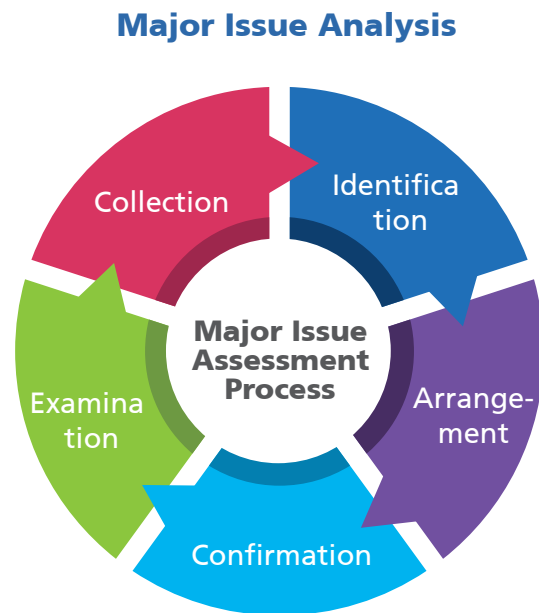 Major Issue Analysis
Collection
Identifica
tion
Major Issue
Assessment
Process
Examina
tion
Arrange-
ment
Confirmation